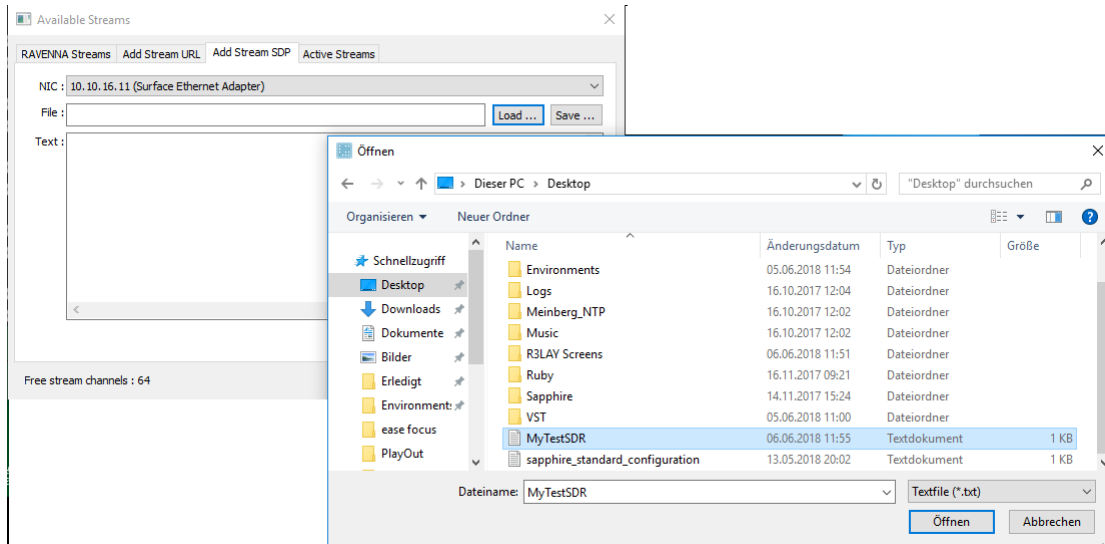 Available Streams
RAVENNA Streams Add Stream URL Add Stream SDP Active Streams
NIC : 10.10.16.11 (Surface Ethernet Adapter)
File : Load ... Save ...
Text :
Free stream channels : 64
Öffnen
Dieser PC > Desktop "Desktop" durchsuchen
Organisieren Neuer Ordner
Name Änderungsdatum Typ Größe
Schnellzugriff
Desktop
Downloads
Dokumente
Bilder
Erledigt
Environment
ease focus
PlayOut
Environments 05.06.2018 11:54 Dateiordner
Logs 16.10.2017 12:04 Dateiordner
Meinberg_NTP 16.10.2017 12:02 Dateiordner
Music 16.10.2017 12:02 Dateiordner
R3LAY Screens 06.06.2018 11:51 Dateiordner
Ruby 16.11.2017 09:21 Dateiordner
Sapphire 14.11.2017 15:24 Dateiordner
VST 05.06.2018 11:00 Dateiordner
MyTestSDR 06.06.2018 11:55 Textdokument 1 KB
sapphire_standard_configuration 13.05.2018 20:02 Textdokument 1 KB
Dateiname: MyTestSDR Textfile (*.txt)
Öffnen Abbrechen